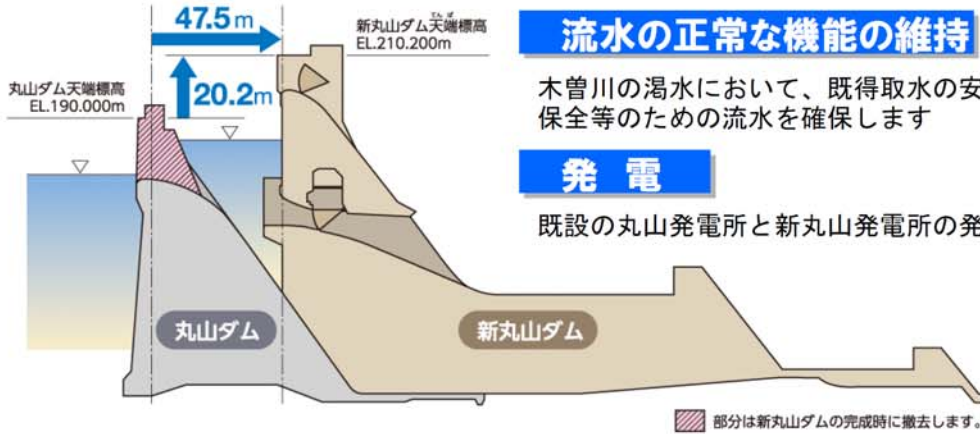 47.5m
新丸山ダム天端標高
てんば
EL.210.200m
丸山ダム天端標高
EL.190.000m
20.2m
流水の正常な機能の維持
木曽川の渇水において、既得取水の安
保全等のための流水を確保します
発 電
既設の丸山発電所と新丸山発電所の発
丸山ダム
新丸山ダム
部分は新丸山ダムの完成時に撤去します。